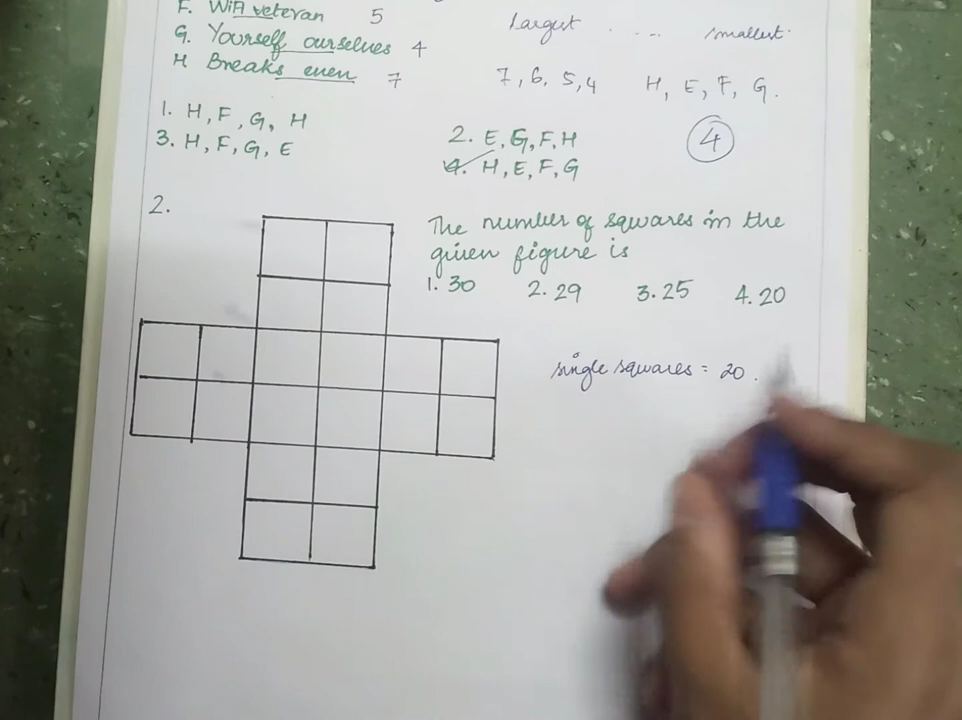 F. Wifi veteran 5
G. Yourself ourselves 4
H Breaks even 7
Largest .... smallest.
7, 6, 5, 4 H, E, F, G.
1. H, F, G, H
2. E, G, F, H
3. H, F, G, E
4. H, E, F, G
4
2.
The number of squares in the
given figure is
1. 30 2. 29 3. 25 4. 20
single squares = 20.